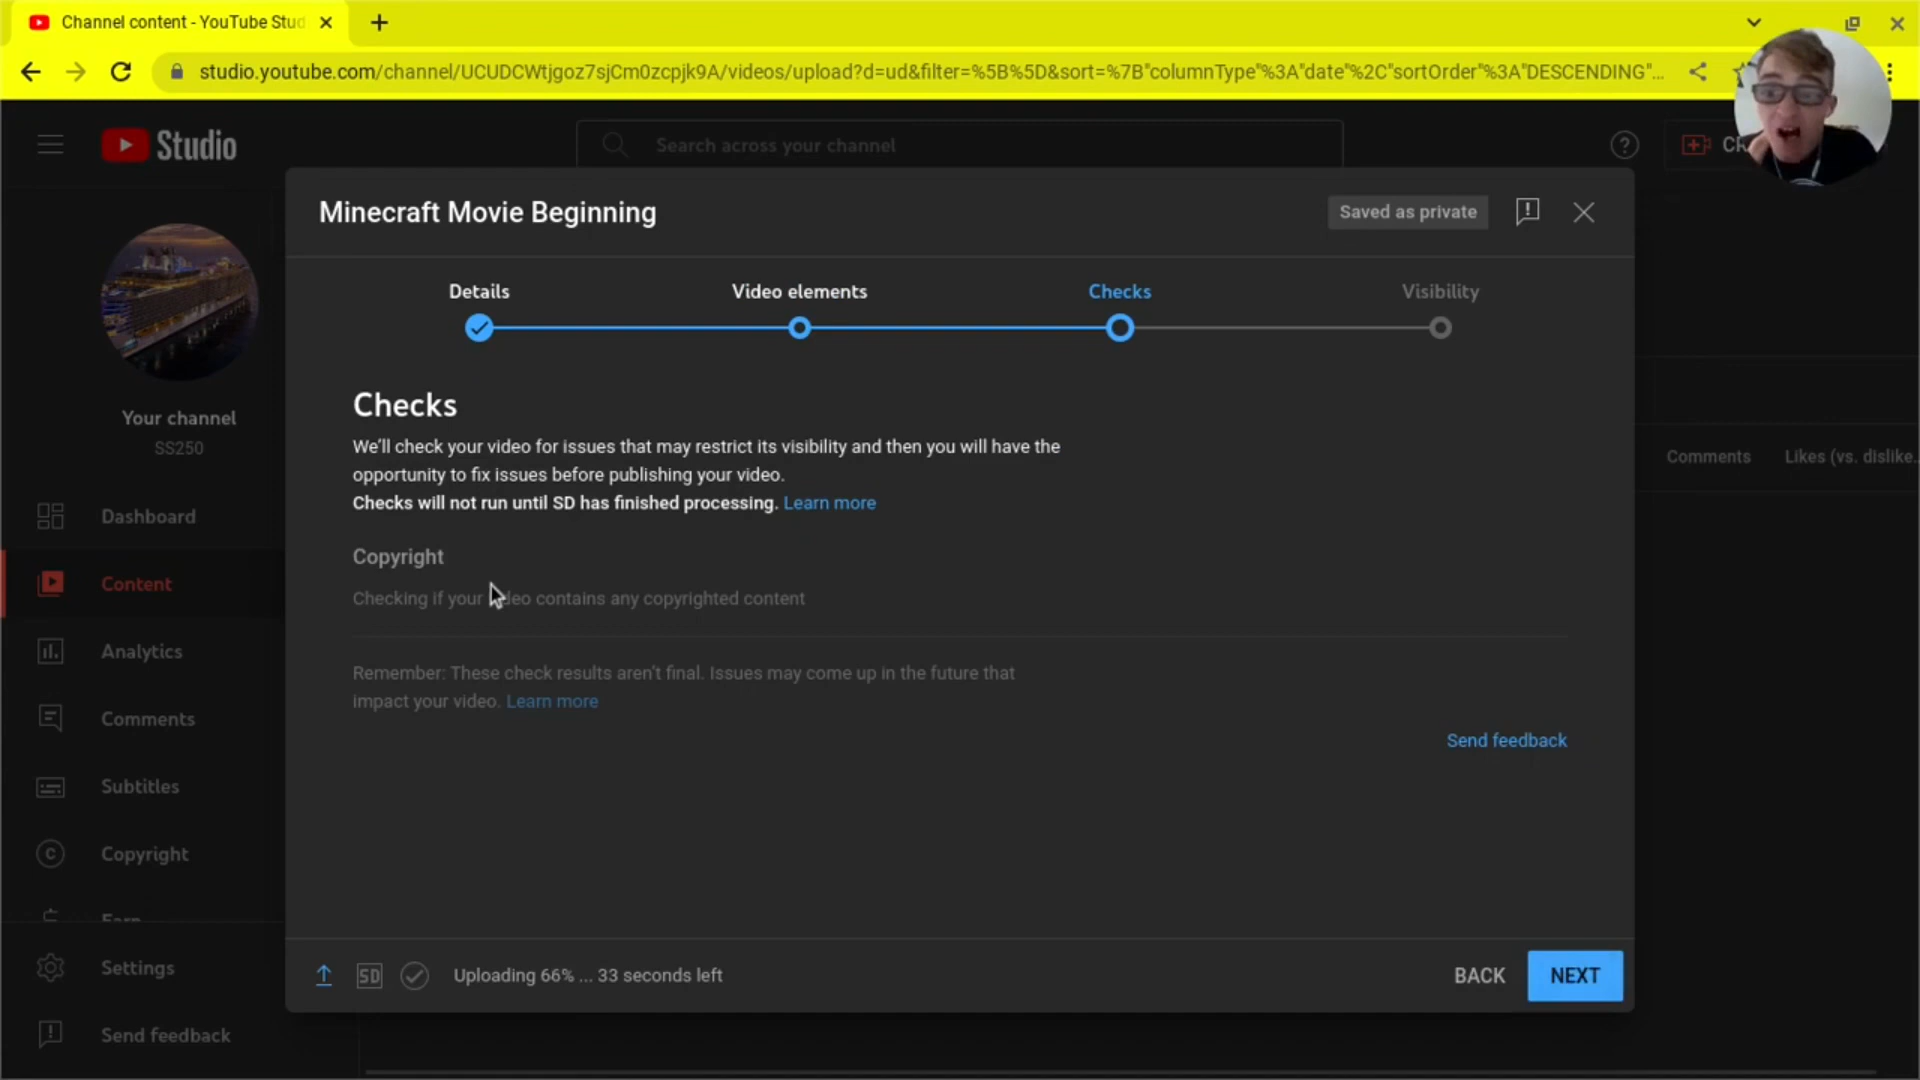 Channel content - YouTube Stud
studio.youtube.com/channel/UCUDCWtjgoz7sjCm0zcpjk9A/videos/upload?d=ud&filter=%5B%5D&sort=%7B"columnType"%3A"date"%2C"sortOrder"%3A"DESCENDING"...
Studio
Search across your channel
Minecraft Movie Beginning
Saved as private
Details
Video elements
Checks
Visibility
Your channel
SS250
Checks
We'll check your video for issues that may restrict its visibility and then you will have the
opportunity to fix issues before publishing your video.
Checks will not run until SD has finished processing. Learn more
Comments
Likes (vs. dislike...
Copyright
Checking if your video contains any copyrighted content
Remember: These check results aren't final. Issues may come up in the future that
impact your video. Learn more
Send feedback
Dashboard
Content
Analytics
Comments
Subtitles
Copyright
Earn
Settings
Send feedback
SD
Uploading 66% ... 33 seconds left
BACK
NEXT